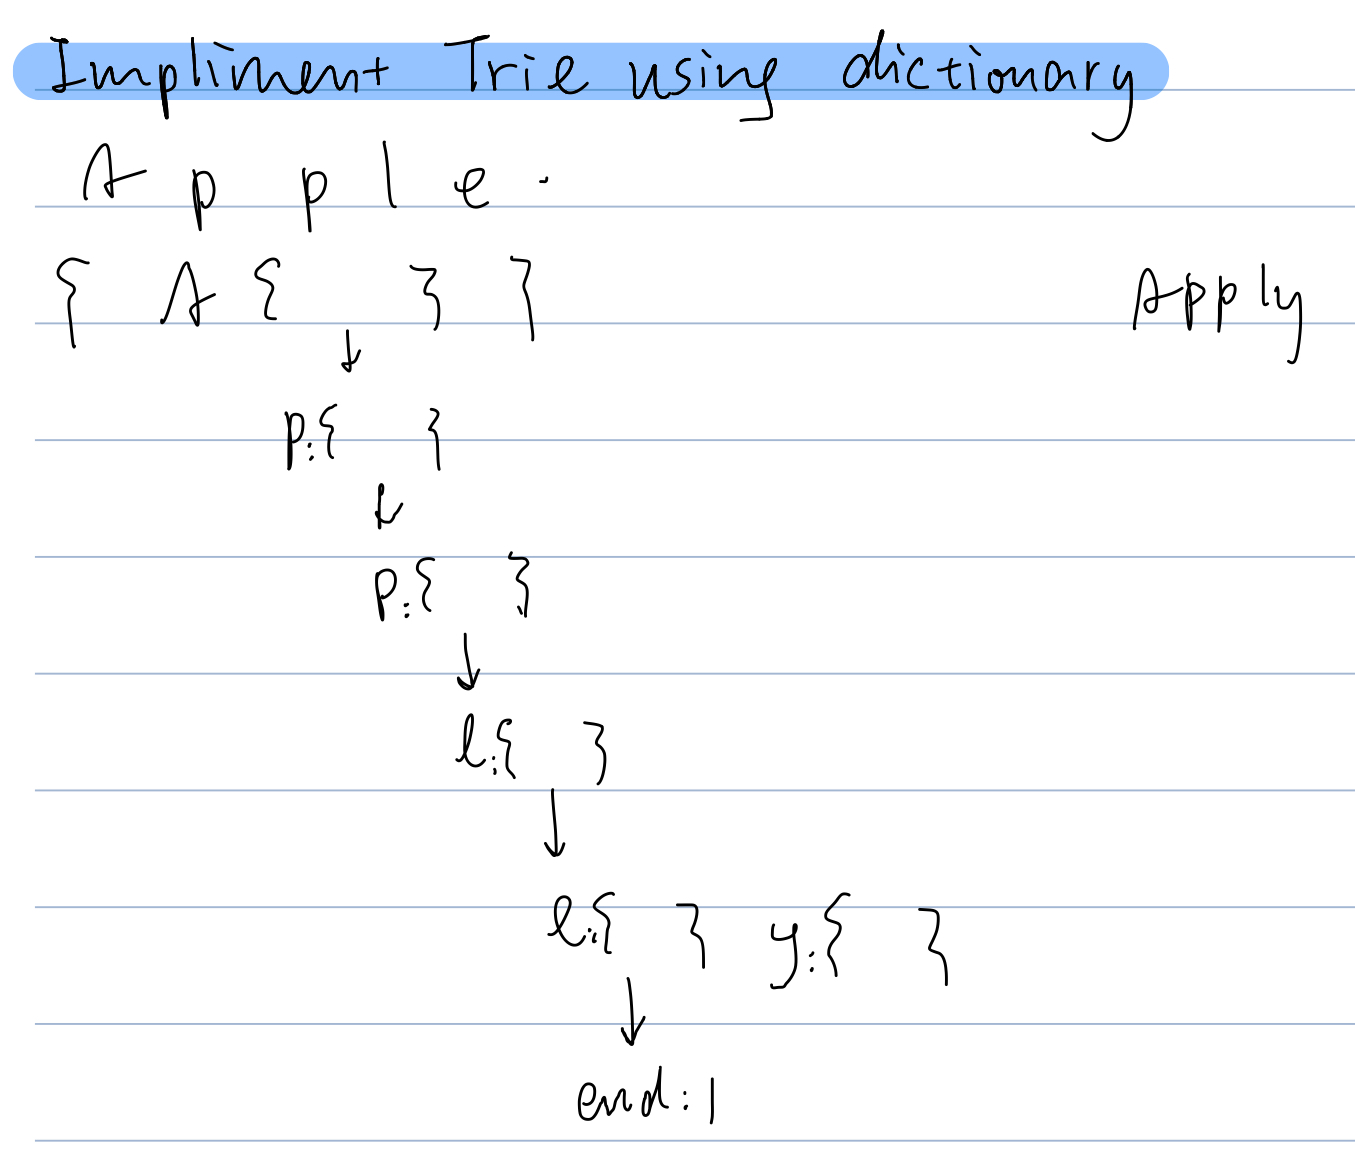 Impliment Trie using dictionary
A p p l e .
{ A { } }
Apply
p:{ }
p:{ }
l:{ }
e:{ } y:{ }
end:1